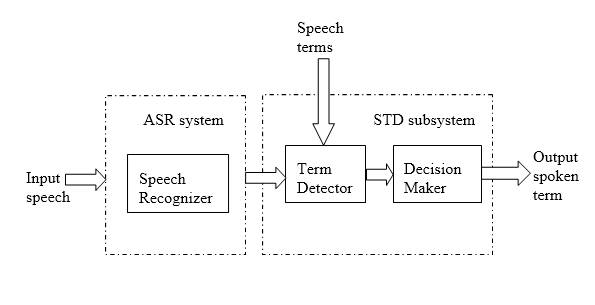 Speech
terms
ASR system
STD subsystem
Input
speech
Speech
Recognizer
Term
Detector
Decision
Maker
Output
spoken
term